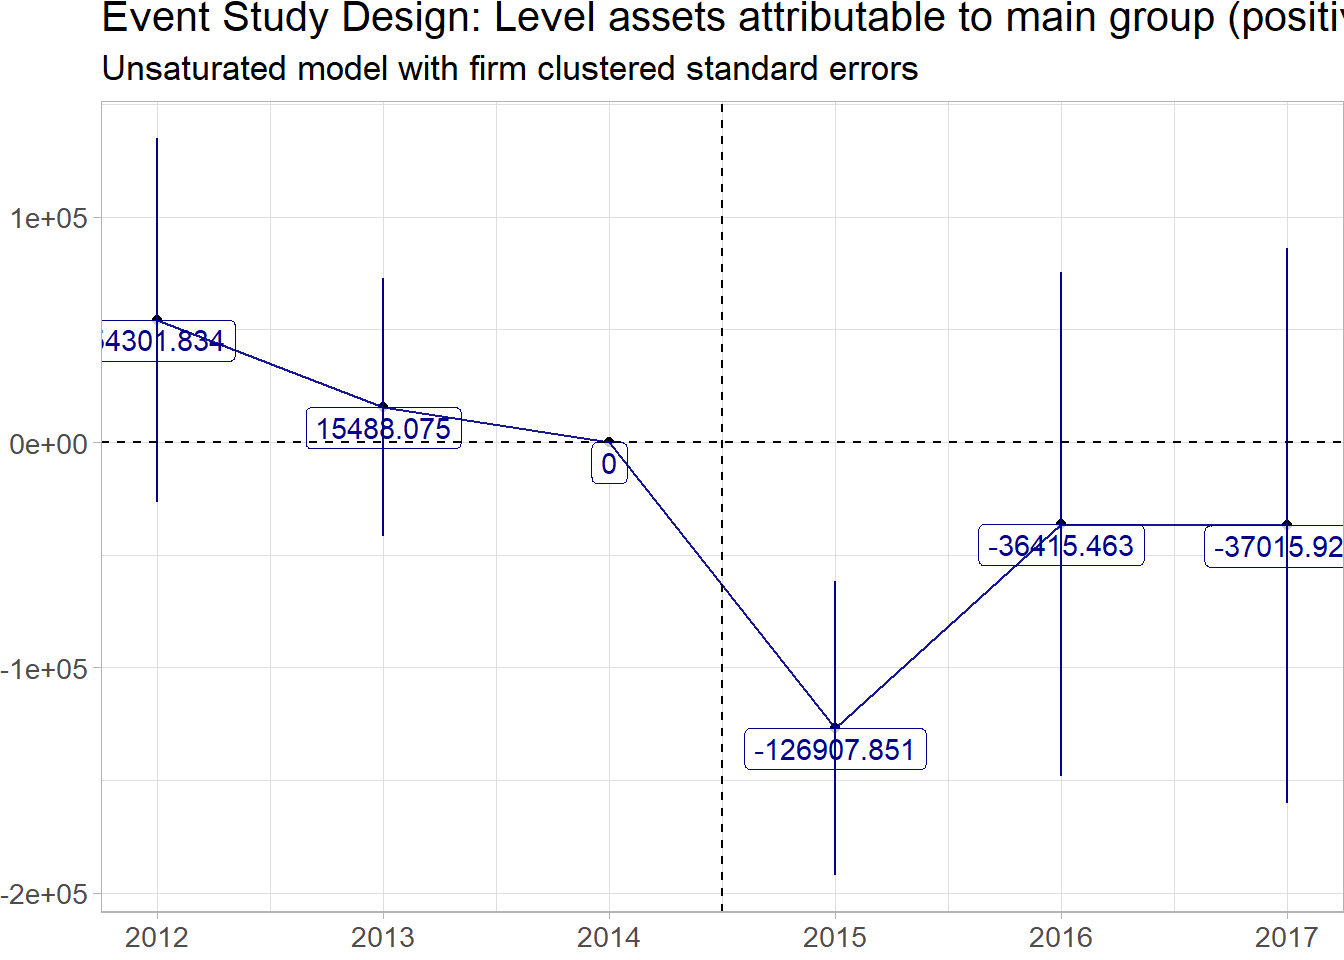 Event Study Design: Level assets attributable to main group
Unsaturated model with firm clustered standard errors
1e+05
0e+00
-1e+05
-2e+05
4301.834
15488.075
0
-126907.851
-36415.463
-37015.92
2012 2013 2014 2015 2016 2017